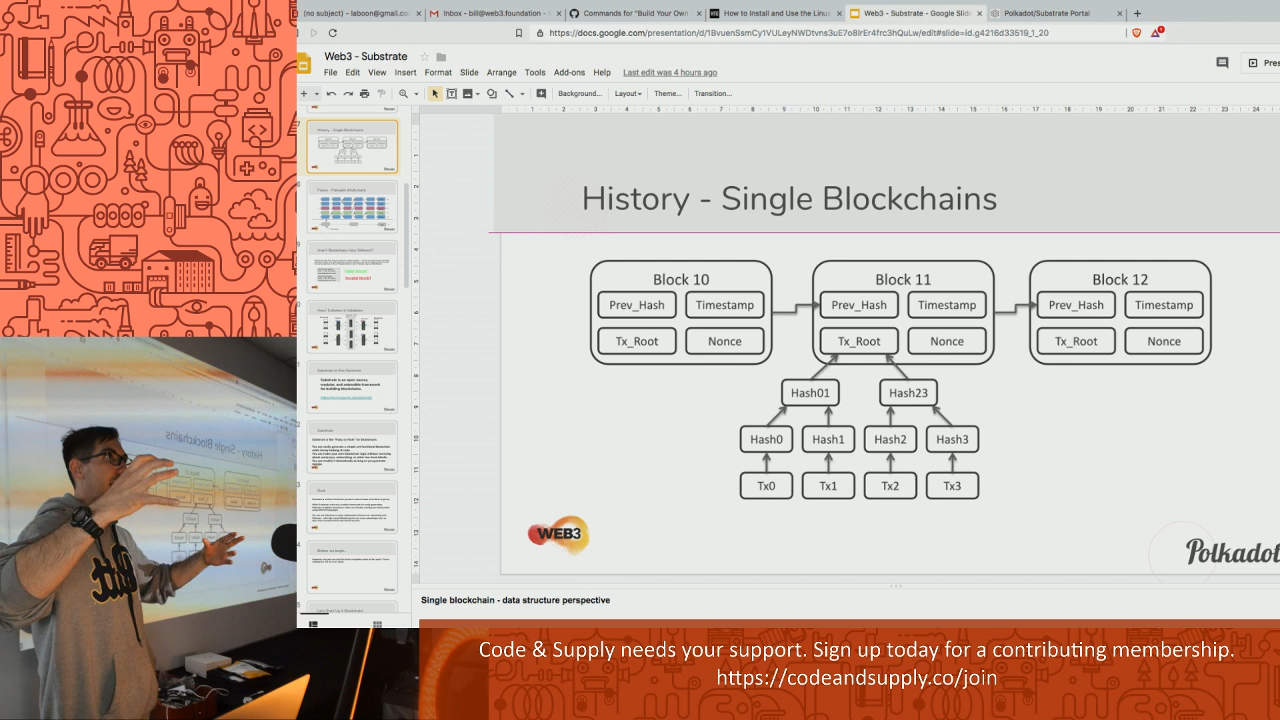 (no subject) - laboon@gmail.co
Inbox - bill@web3.foundation -
Commands for "Build Your Own
How to Install and Use the Linu
Web3 - Substrate - Google Slide
Polkadot/Substrate Portal
https://docs.google.com/presentation/d/1BvuenSsmCy1VULeyNWDtvns3uE7o8IrEr4frc3hQuLw/edit#slide=id.g4216d33519_1_20
Web3 - Substrate
File Edit View Insert Format Slide Arrange Tools Add-ons Help Last edit was 4 hours ago
Pres
Background... Layout Theme... Transition...
History - Single Blockchains
Block 10 Block 11 Block 12
Prev_Hash Timestamp Prev_Hash Timestamp Prev_Hash Timestamp
Tx_Root Nonce Tx_Root Nonce Tx_Root Nonce
Hash01 Hash23
Hash0 Hash1 Hash2 Hash3
Tx0 Tx1 Tx2 Tx3
WEB3
Polkadot
Single blockchain - data structure perspective
Code & Supply needs your support. Sign up today for a contributing membership.
https://codeandsupply.co/join